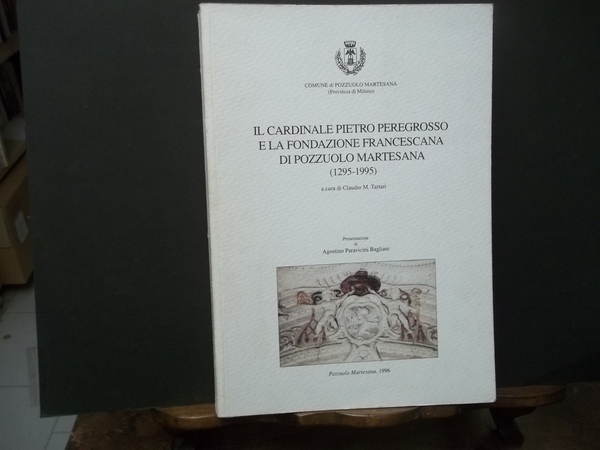 COMUNE di POZZUOLO MARTESANA
(Provincia di Milano)
IL CARDINALE PIETRO PEREGROSSO
E LA FONDAZIONE FRANCESCANA
DI POZZUOLO MARTESANA
(1295-1995)
a cura di Claudio M. Tartari
Presentazione
di
Agostino Paravicini Bagliani
Pozzuolo Martesana, 1996